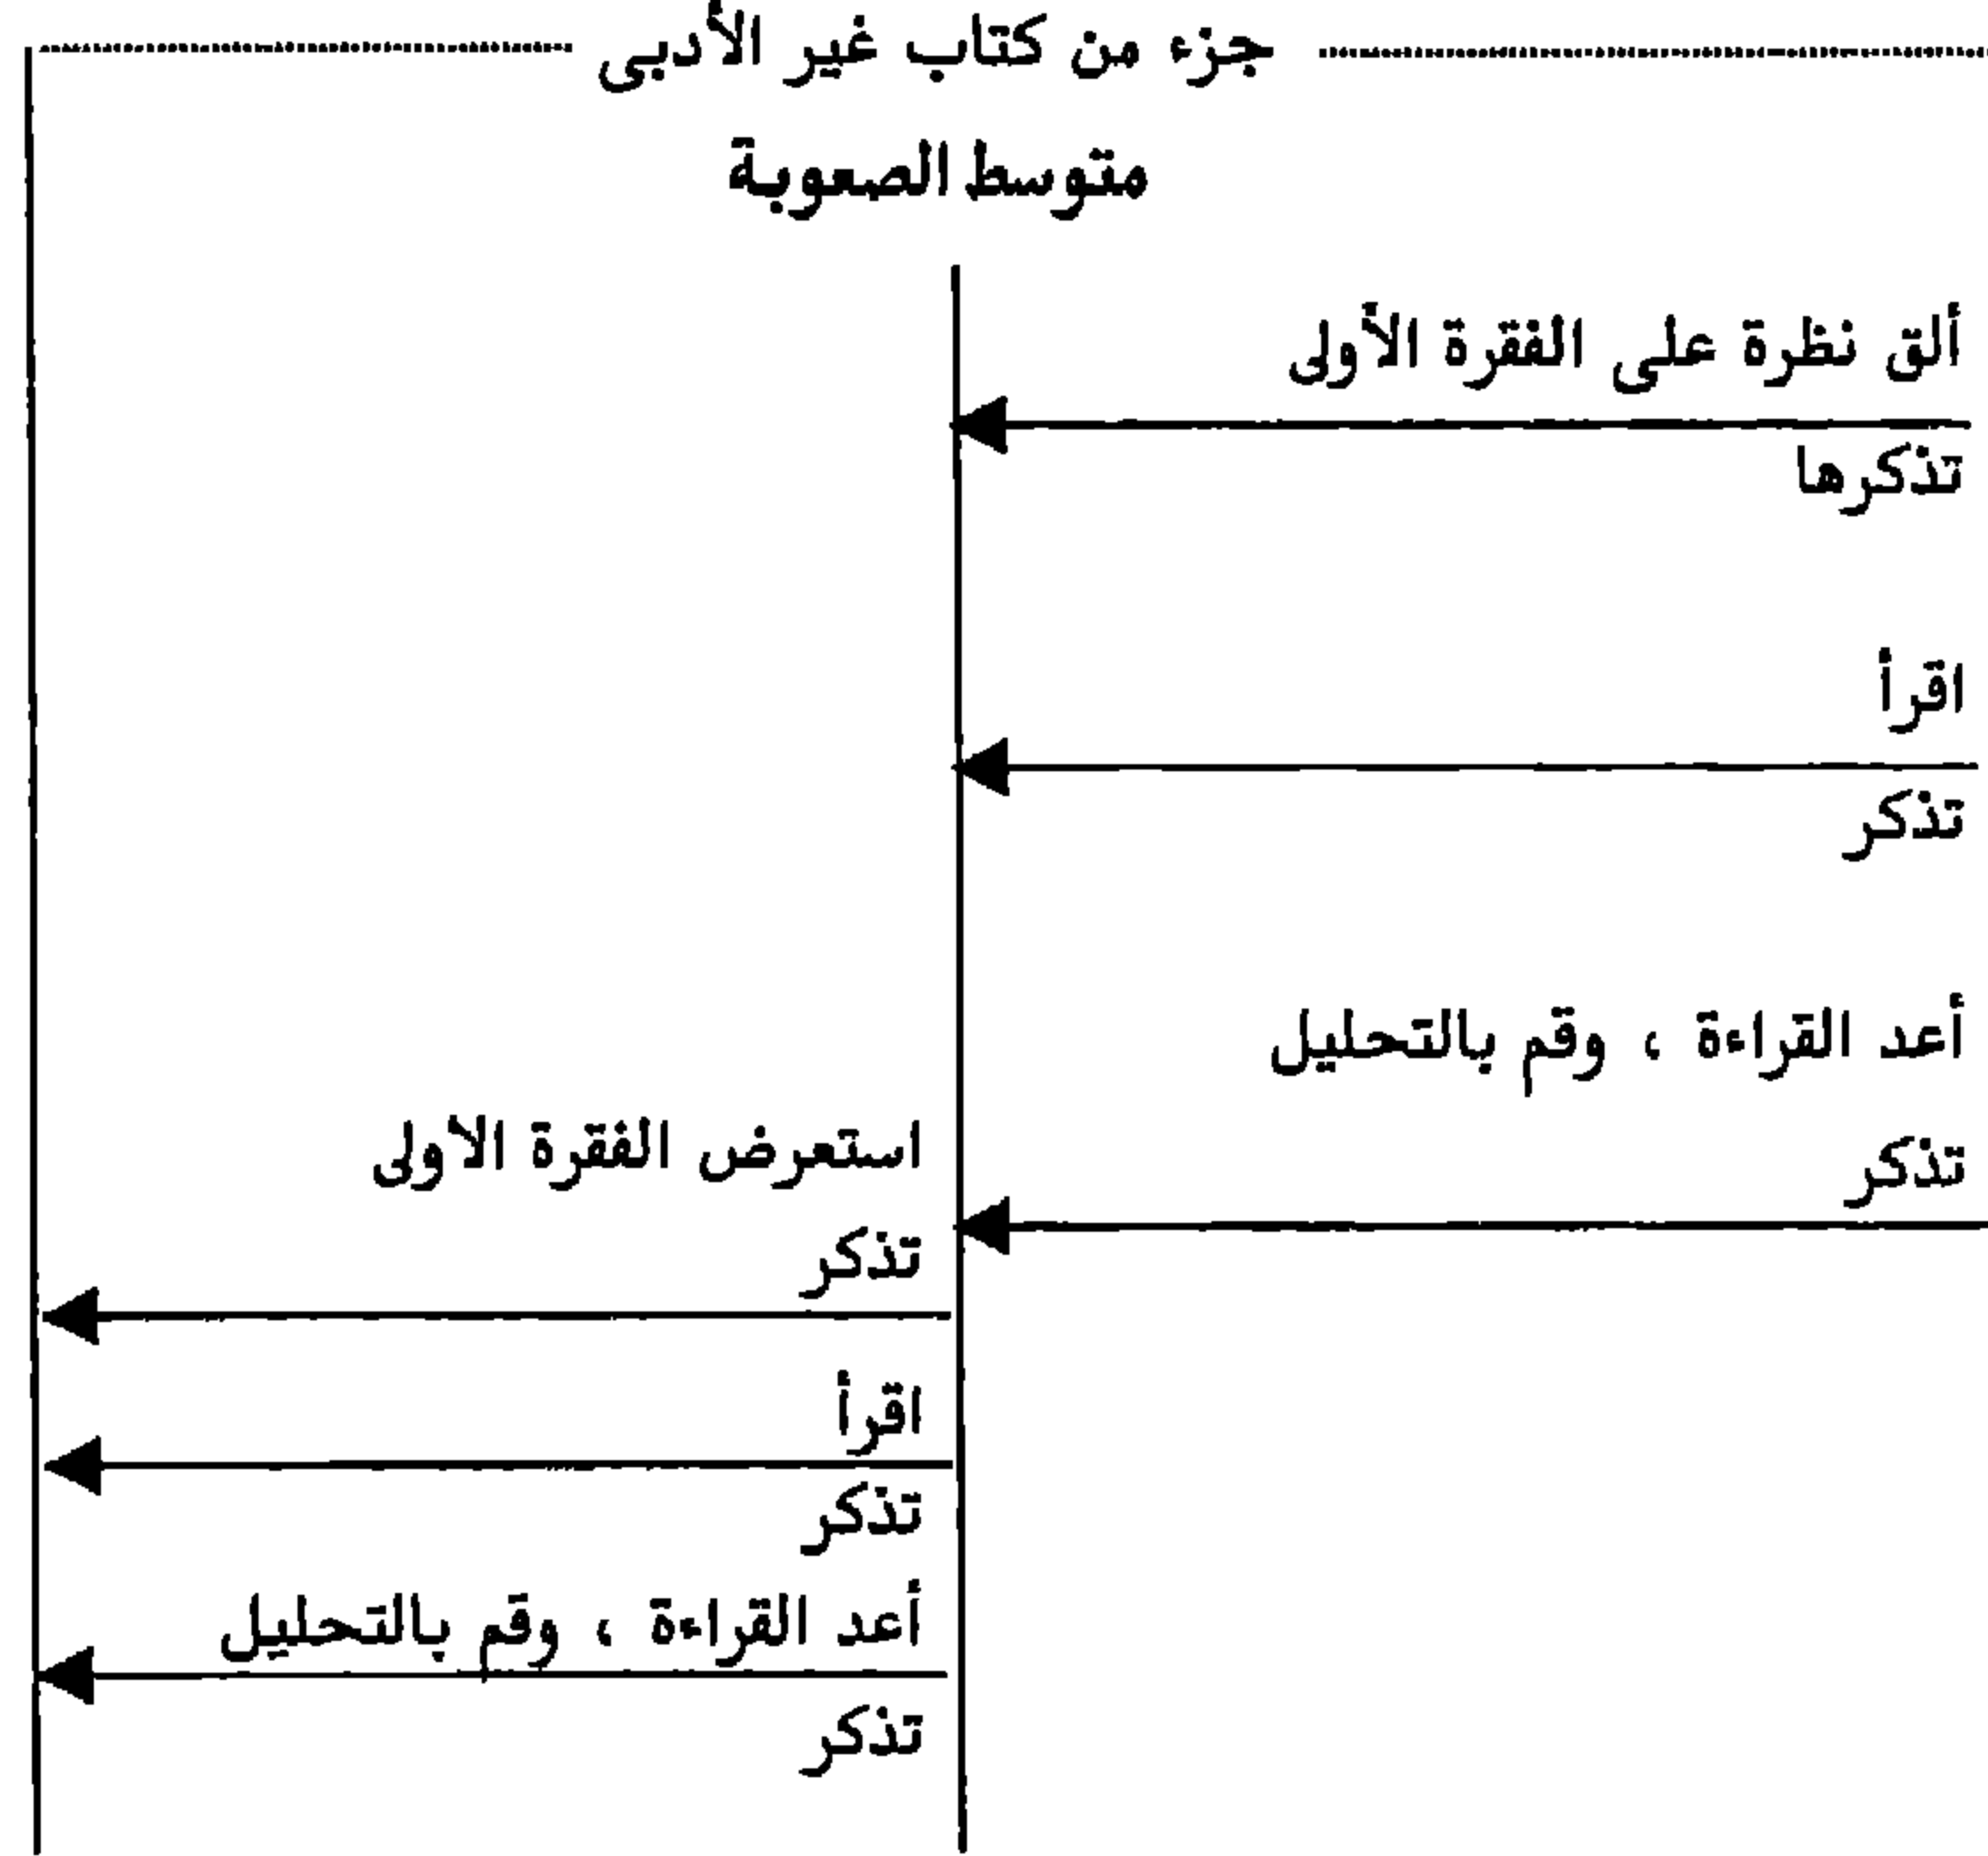 جزء من كتاب غير الأدبى
متوسط الصعوبة
ألق نظرة على الفقرة الأولى
تذكرها
اقرأ
تذكر
أعد القراءة ، وقم بالتحليل
تذكر
استعرض الفقرة الاولى
تذكر
اقرأ
تذكر
أعد القراءة ، وقم بالتحليل
تذكر